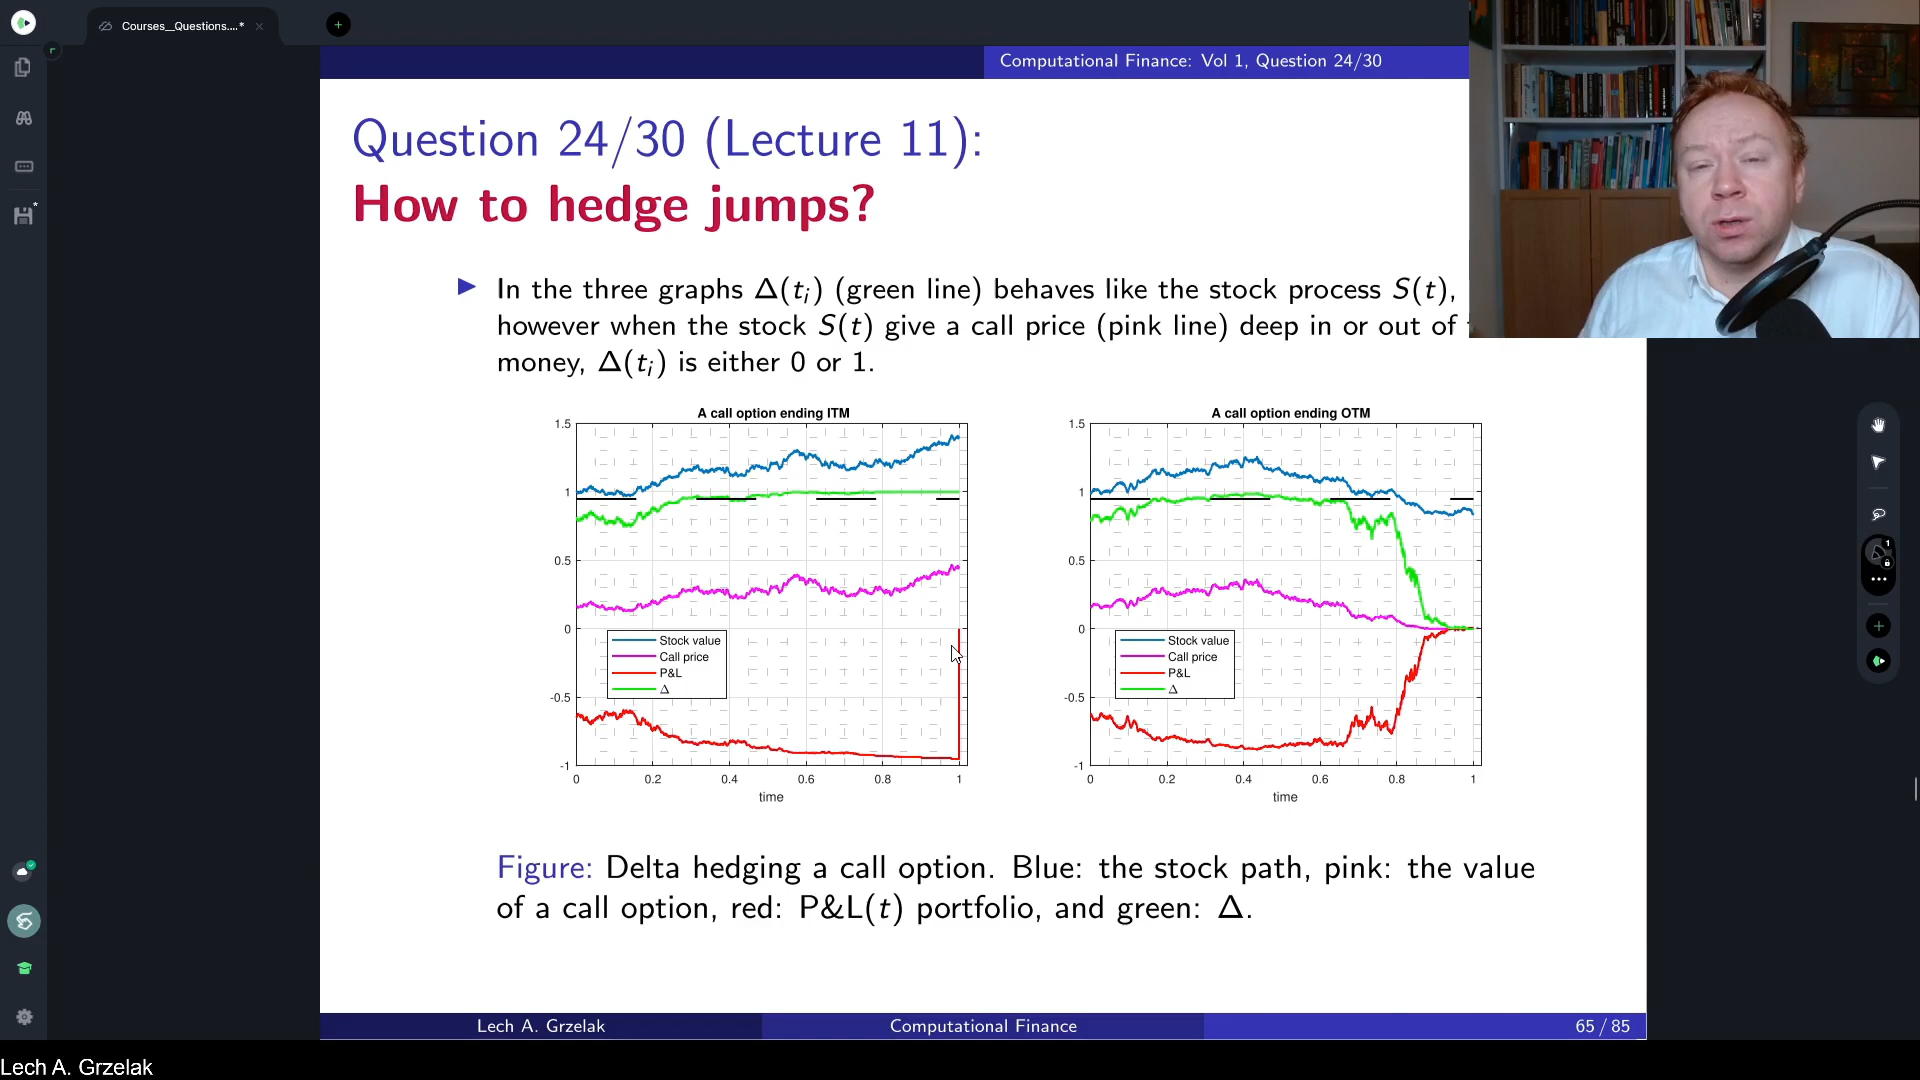 Courses__Questions....*
Computational Finance: Vol 1, Question 24/30
Question 24/30 (Lecture 11):
How to hedge jumps?
In the three graphs Δ(tᵢ) (green line) behaves like the stock process S(t),
however when the stock S(t) give a call price (pink line) deep in or out of
money, Δ(tᵢ) is either 0 or 1.
A call option ending ITM
1.5
1
0.5
0
-0.5
-1
Stock value
Call price
P&L
Δ
0 0.2 0.4 0.6 0.8 1
time
A call option ending OTM
1.5
1
0.5
0
-0.5
-1
Stock value
Call price
P&L
Δ
0 0.2 0.4 0.6 0.8 1
time
Figure: Delta hedging a call option. Blue: the stock path, pink: the value
of a call option, red: P&L(t) portfolio, and green: Δ.
Lech A. Grzelak
Computational Finance
65 / 85
1
Lech A. Grzelak